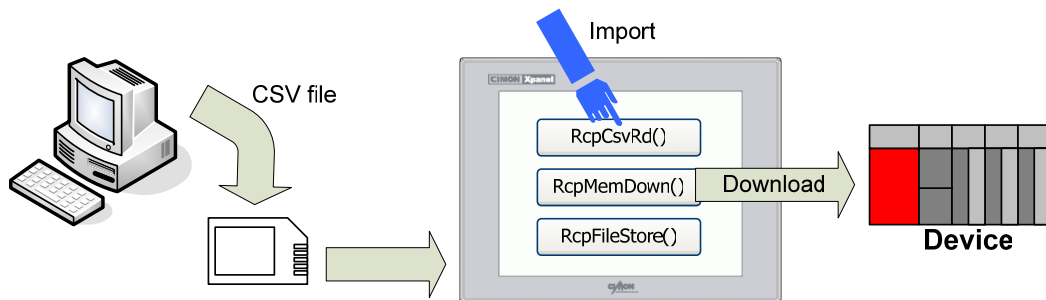 Import
CSV file
CIMON Xpanel
RcpCsvRd()
RcpMemDown()
Download
RcpFileStore()
Device
CIMON